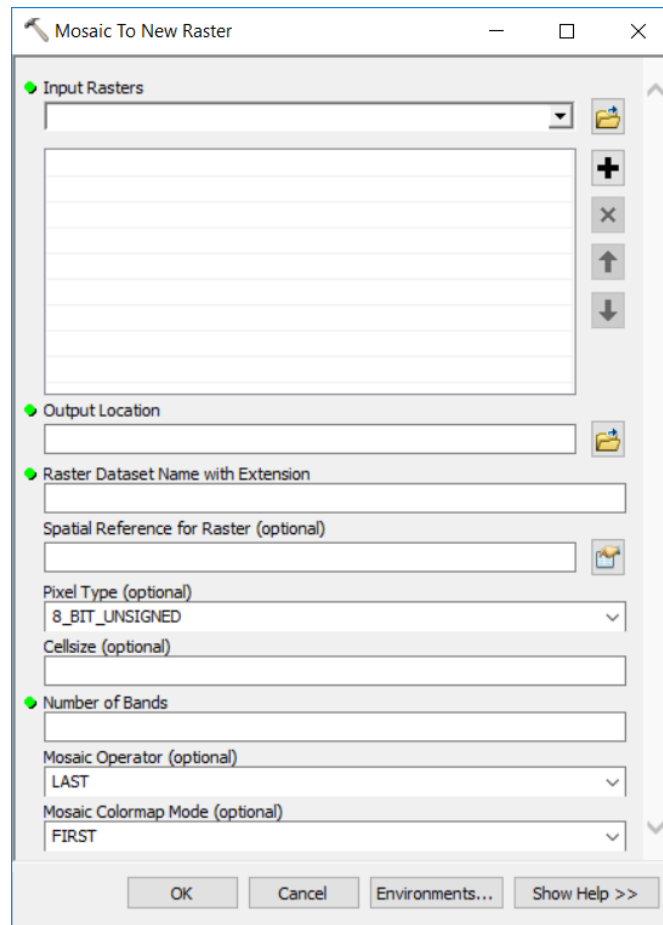 Mosaic To New Raster
Input Rasters
Output Location
Raster Dataset Name with Extension
Spatial Reference for Raster (optional)
Pixel Type (optional)
8_BIT_UNSIGNED
Cellsize (optional)
Number of Bands
Mosaic Operator (optional)
LAST
Mosaic Colormap Mode (optional)
FIRST
OK Cancel Environments... Show Help >>